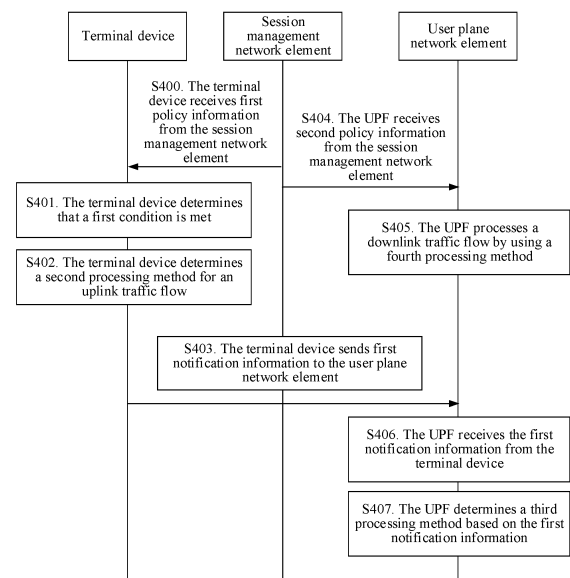 Terminal device
Session
management
network element
User plane
network element
S400. The terminal
device receives first
policy information
from the session
management network
element
S404. The UPF receives
second policy information
from the session
management network
element
S401. The terminal device determines
that a first condition is met
S405. The UPF processes a
downlink traffic flow by using a
fourth processing method
S402. The terminal device determines
a second processing method for an
uplink traffic flow
S403. The terminal device sends first
notification information to the user plane
network element
S406. The UPF receives the first
notification information from the
terminal device
S407. The UPF determines a third
processing method based on the first
notification information